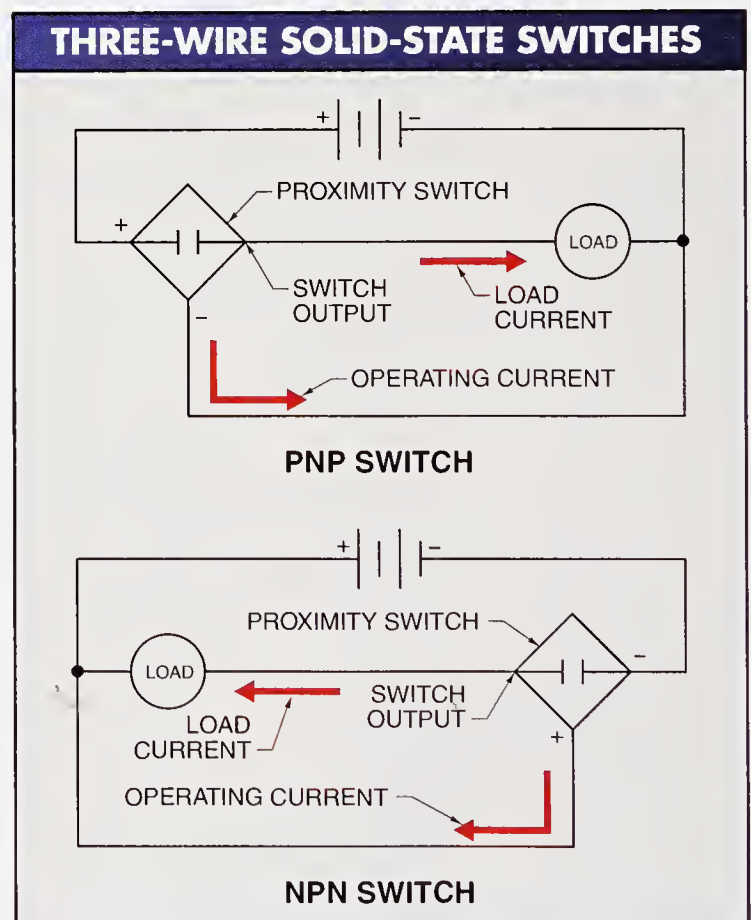 THREE-WIRE SOLID-STATE SWITCHES
+ −
PROXIMITY SWITCH
+
LOAD
SWITCH
OUTPUT
LOAD
CURRENT
−
OPERATING CURRENT
PNP SWITCH
+ −
PROXIMITY SWITCH
−
LOAD
SWITCH
OUTPUT
LOAD
CURRENT
+
OPERATING CURRENT
NPN SWITCH